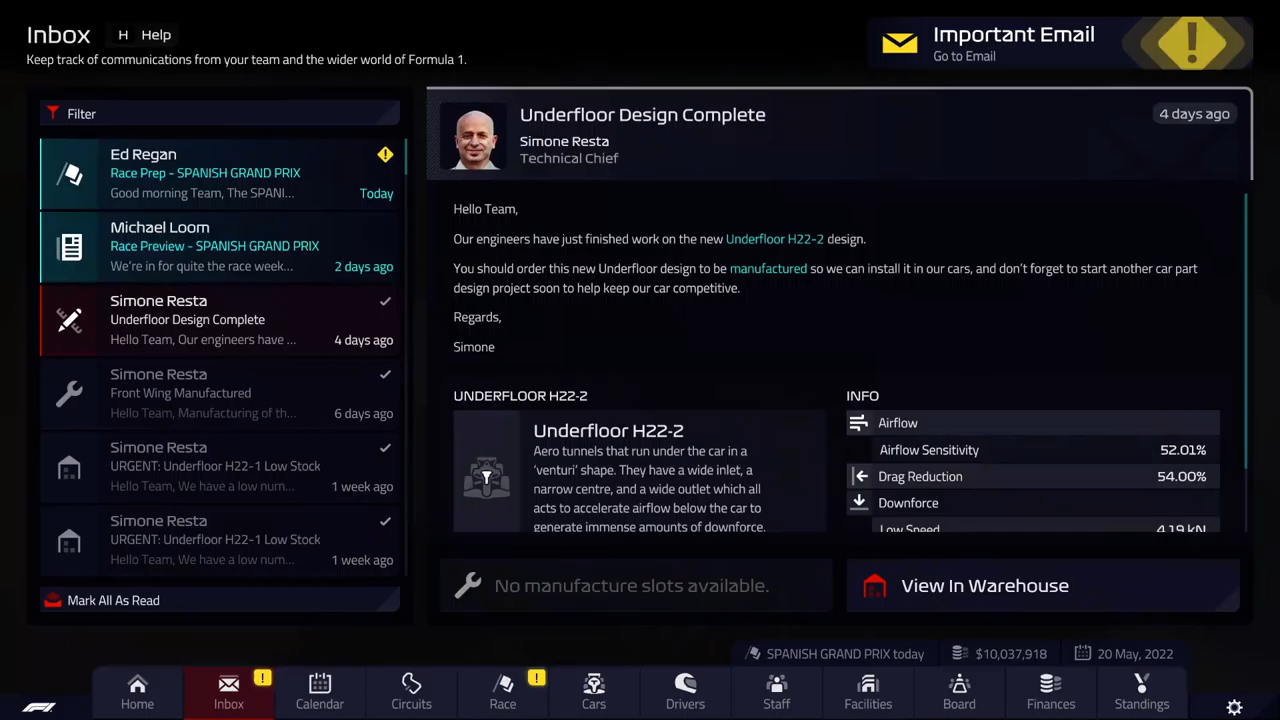 Inbox
H Help
Keep track of communications from your team and the wider world of Formula 1.
Important Email
Go to Email
Filter
Ed Regan
Race Prep - SPANISH GRAND PRIX
Good morning Team, The SPANI...
Today
Michael Loom
Race Preview - SPANISH GRAND PRIX
We're in for quite the race week...
2 days ago
Simone Resta
Underfloor Design Complete
Hello Team, Our engineers have ...
4 days ago
Simone Resta
Front Wing Manufactured
Hello Team, Manufacturing of th...
6 days ago
Simone Resta
URGENT: Underfloor H22-1 Low Stock
Hello Team, We have a low num...
1 week ago
Simone Resta
URGENT: Underfloor H22-1 Low Stock
Hello Team, We have a low num...
1 week ago
Mark All As Read
Underfloor Design Complete
Simone Resta
Technical Chief
4 days ago
Hello Team,
Our engineers have just finished work on the new Underfloor H22-2 design.
You should order this new Underfloor design to be manufactured so we can install it in our cars, and don't forget to start another car part
design project soon to help keep our car competitive.
Regards,
Simone
UNDERFLOOR H22-2
Underfloor H22-2
Aero tunnels that run under the car in a
'venturi' shape. They have a wide inlet, a
narrow centre, and a wide outlet which all
acts to accelerate airflow below the car to
generate immense amounts of downforce.
INFO
Airflow
Airflow Sensitivity 52.01%
Drag Reduction 54.00%
Downforce
Low Speed 4.19 kN
No manufacture slots available.
View In Warehouse
SPANISH GRAND PRIX today
$10,037,918
20 May, 2022
Home
Inbox
Calendar
Circuits
Race
Cars
Drivers
Staff
Facilities
Board
Finances
Standings